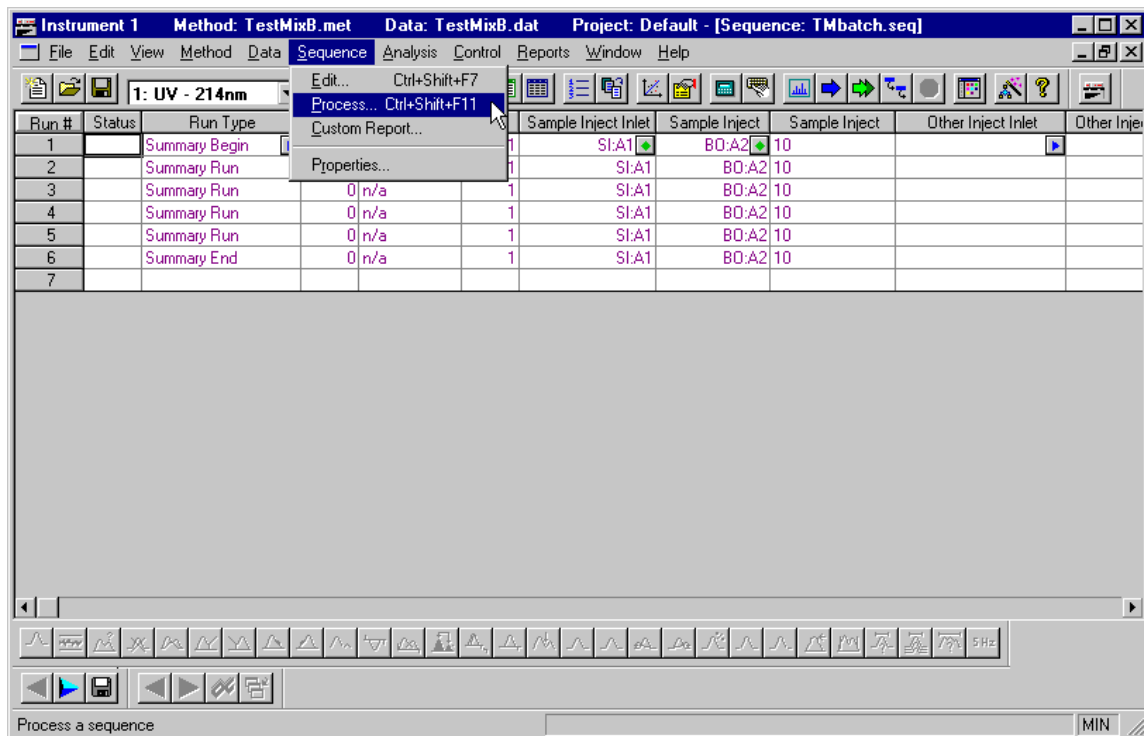 Instrument 1 Method: TestMixB.met Data: TestMixB.dat Project: Default - [Sequence: TMbatch.seq]
File Edit View Method Data Sequence Analysis Control Reports Window Help
1: UV - 214nm
Edit... Ctrl+Shift+F7
Process... Ctrl+Shift+F11
Custom Report...
Properties...
Run # Status Run Type Sample Inject Inlet Sample Inject Sample Inject Other Inject Inlet Other Inje
1 Summary Begin 1 SI:A1 BO:A2 10
2 Summary Run 1 SI:A1 BO:A2 10
3 Summary Run 0 n/a 1 SI:A1 BO:A2 10
4 Summary Run 0 n/a 1 SI:A1 BO:A2 10
5 Summary Run 0 n/a 1 SI:A1 BO:A2 10
6 Summary End 0 n/a 1 SI:A1 BO:A2 10
7
5 Hz
Process a sequence MIN